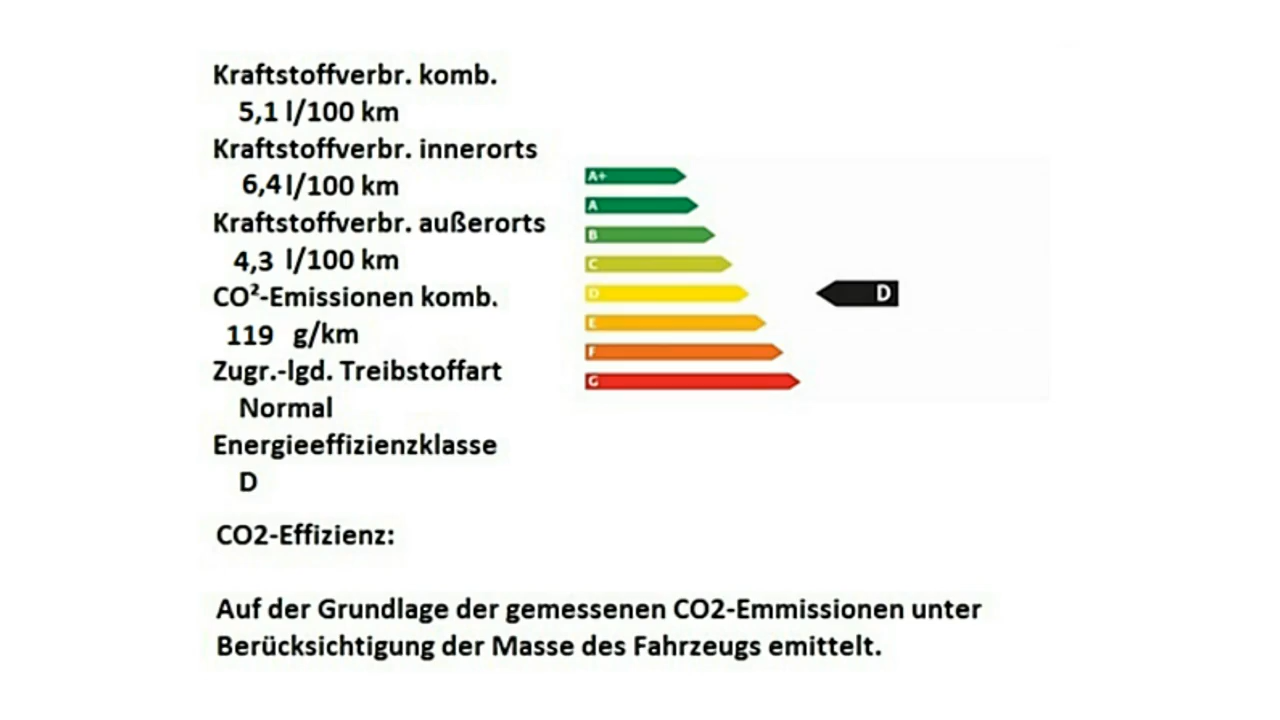 Kraftstoffverbr. komb.
5,1 l/100 km
Kraftstoffverbr. innerorts
6,4 l/100 km
Kraftstoffverbr. außerorts
4,3 l/100 km
CO²-Emissionen komb.
119 g/km
Zugr.-lgd. Treibstoffart
Normal
Energieeffizienzklasse
D
A+
A
B
C
D
D
E
F
G
CO2-Effizienz:
Auf der Grundlage der gemessenen CO2-Emmissionen unter
Berücksichtigung der Masse des Fahrzeugs emittelt.